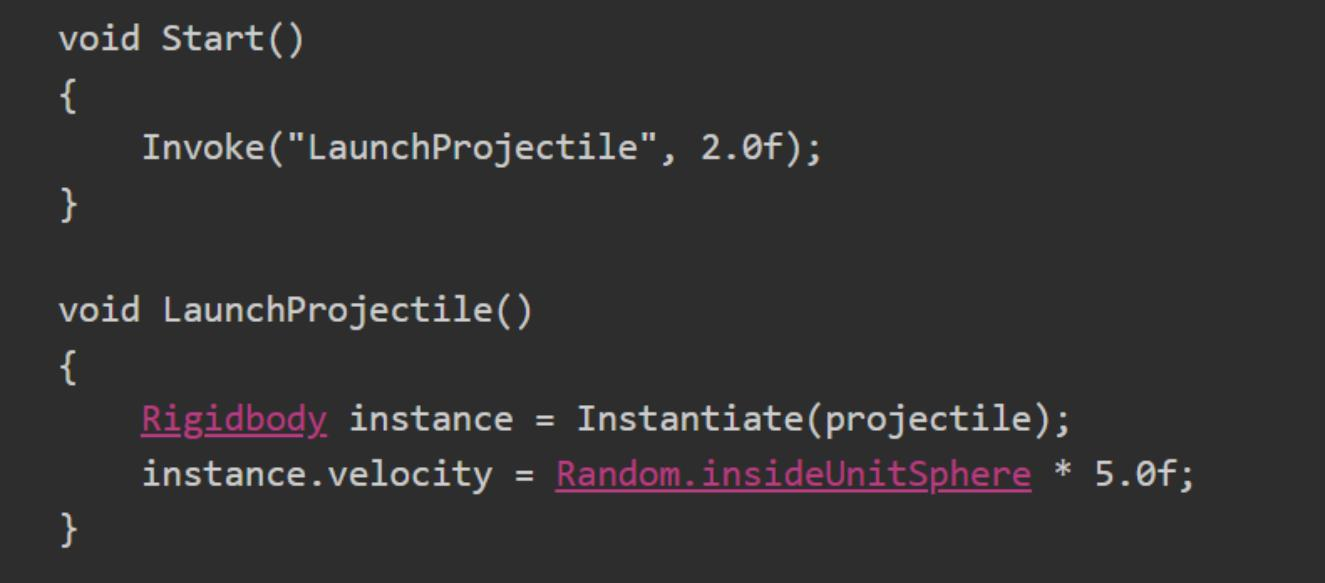 void Start()
{
    Invoke("LaunchProjectile", 2.0f);
}

void LaunchProjectile()
{
    Rigidbody instance = Instantiate(projectile);
    instance.velocity = Random.insideUnitSphere * 5.0f;
}